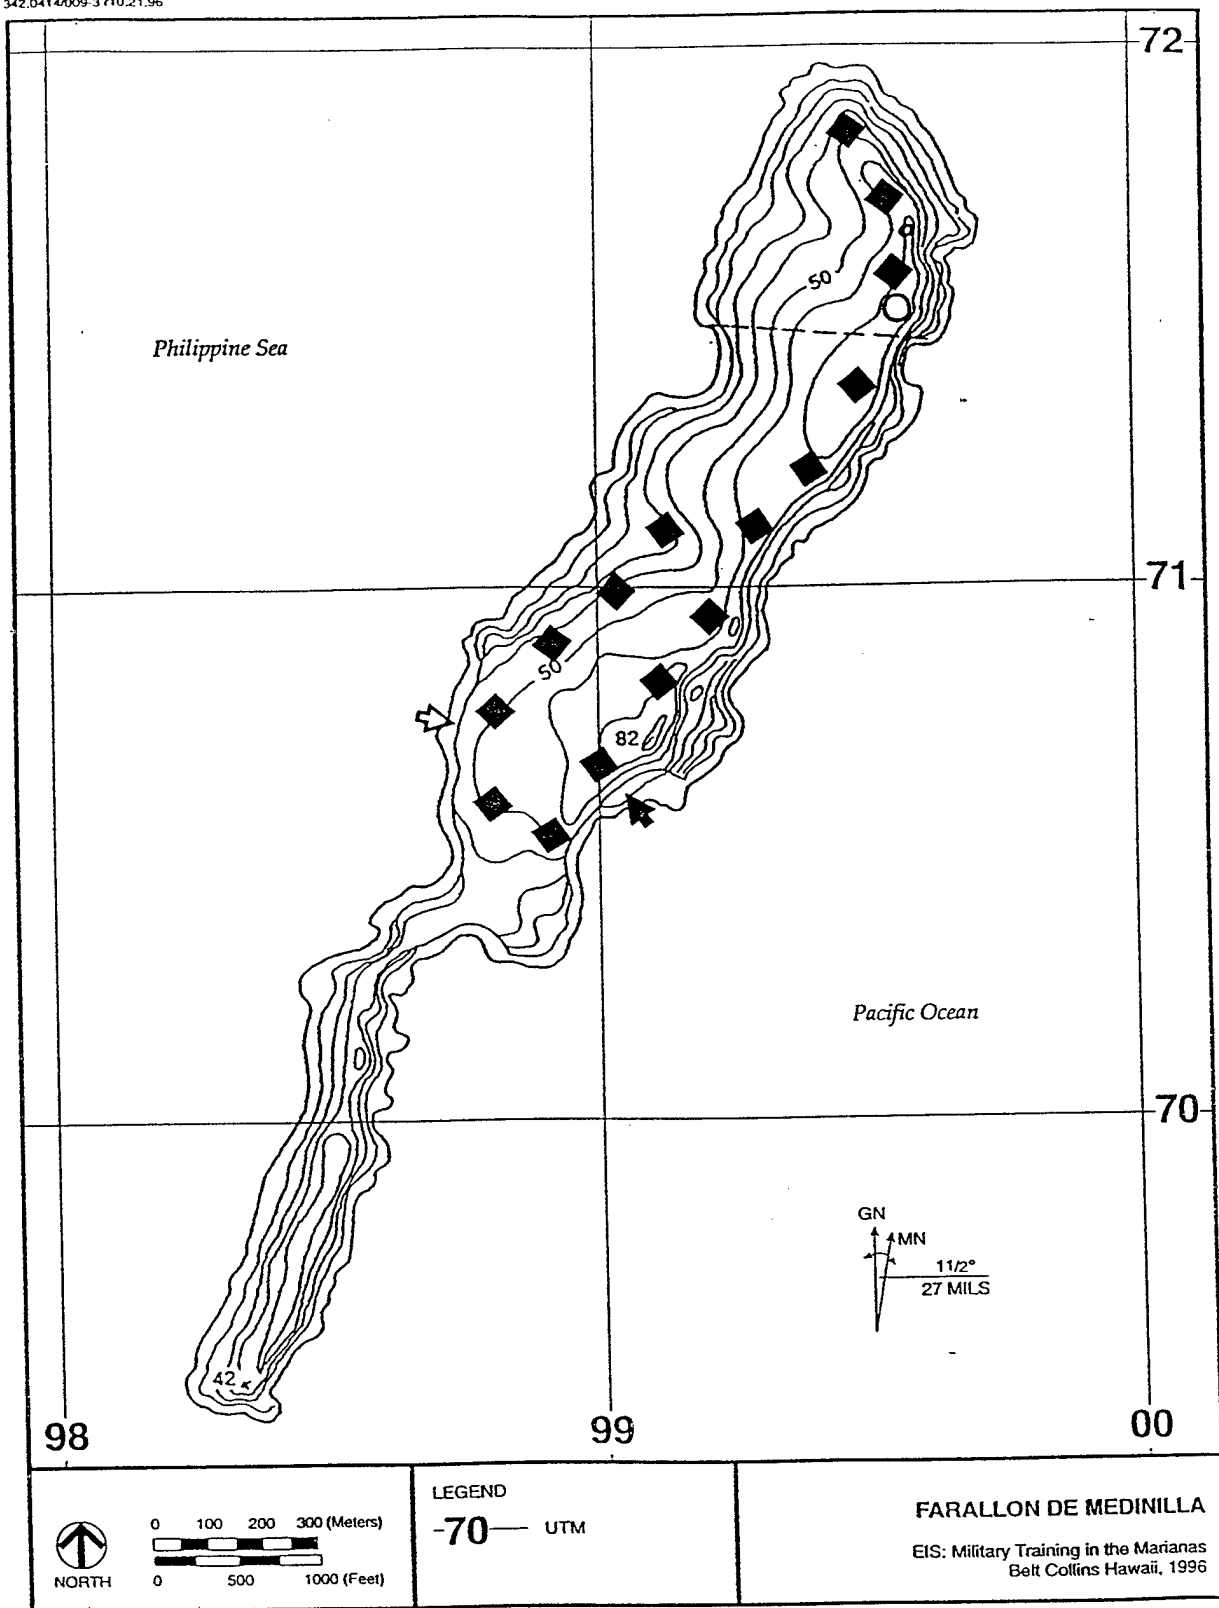 342.0414/009-3 /10.21.96
72
50
Philippine Sea
71
50
82
Pacific Ocean
70
GN
MN
11/2°
27 MILS
42
98
99
00
0 100 200 300 (Meters)
NORTH
0 500 1000 (Feet)
LEGEND
-70— UTM
FARALLON DE MEDINILLA
EIS: Military Training in the Marianas
Belt Collins Hawaii, 1996